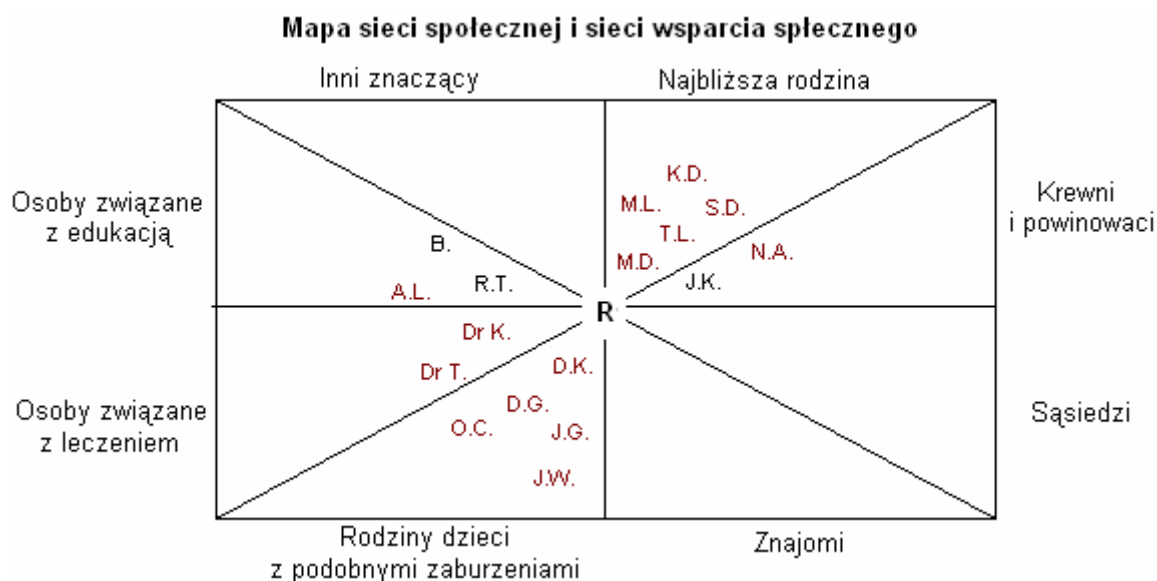 Mapa sieci społecznej i sieci wsparcia spłecznego
Inni znaczący
Najbliższa rodzina
Osoby związane
z edukacją
Krewni
i powinowaci
K.D.
M.L.
S.D.
T.L.
M.D.
N.A.
J.K.
B.
R.T.
A.L.
R
Dr K.
Dr T.
D.K.
D.G.
O.C.
J.G.
J.W.
Osoby związane
z leczeniem
Sąsiedzi
Rodziny dzieci
z podobnymi zaburzeniami
Znajomi